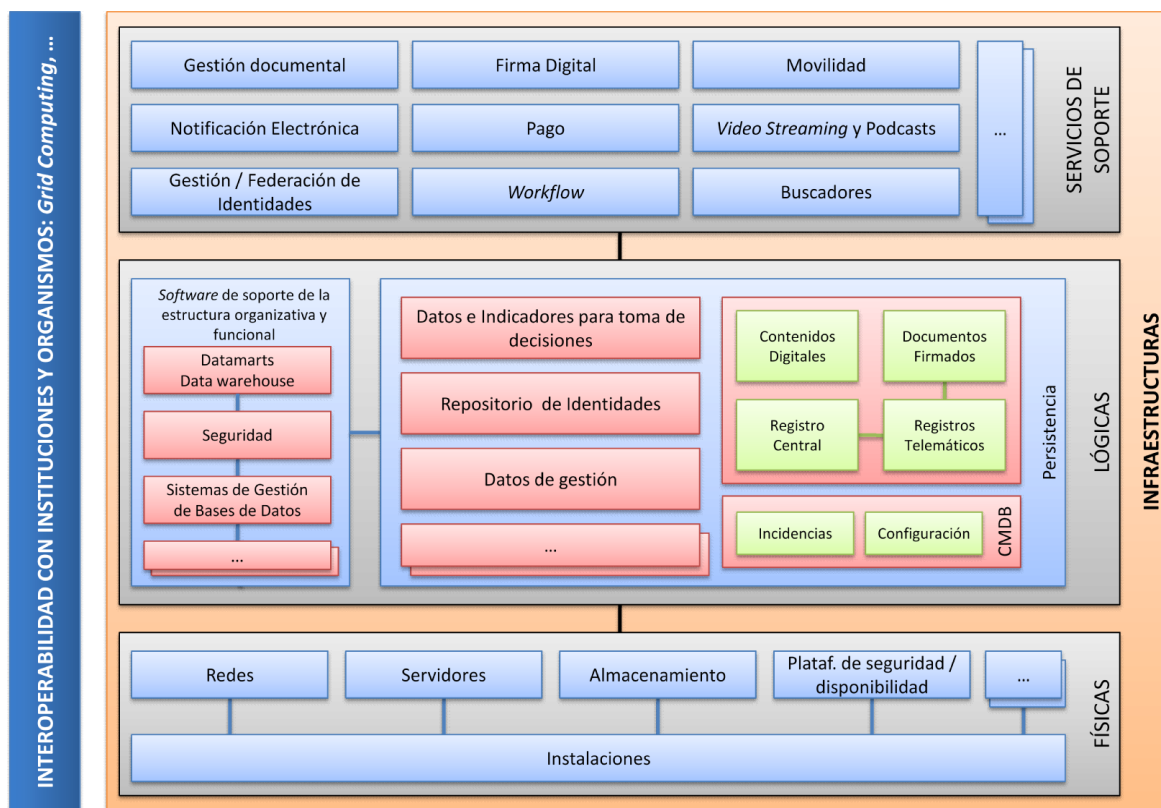 INTEROPERABILIDAD CON INSTITUCIONES Y ORGANISMOS: Grid Computing, ...
Gestión documental
Firma Digital
Movilidad
Notificación Electrónica
Pago
Video Streaming y Podcasts
Gestión / Federación de
Identidades
Workflow
Buscadores
...
SERVICIOS DE
SOPORTE
Software de soporte de la
estructura organizativa y
funcional
Datamarts
Data warehouse
Seguridad
Sistemas de Gestión
de Bases de Datos
...
Datos e Indicadores para toma de
decisiones
Repositorio de Identidades
Datos de gestión
...
Contenidos
Digitales
Documentos
Firmados
Registro
Central
Registros
Telemáticos
Incidencias
Configuración
CMDB
Persistencia
LÓGICAS
Redes
Servidores
Almacenamiento
Plataf. de seguridad /
disponibilidad
...
Instalaciones
FÍSICAS
INFRAESTRUCTURAS